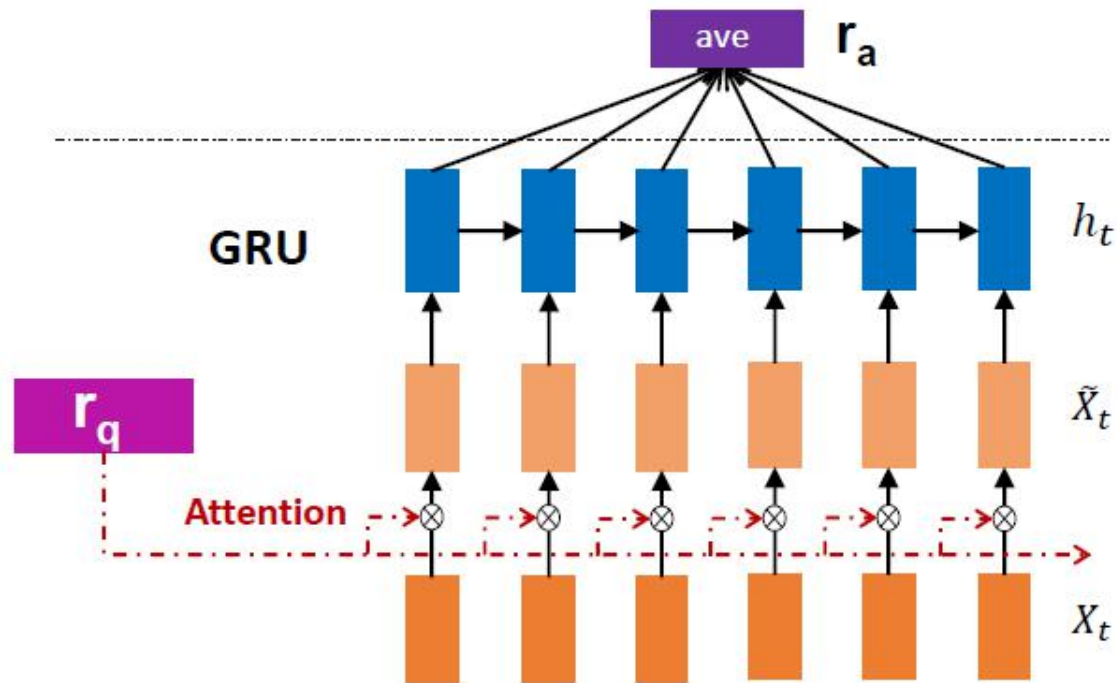 ave
r_a
GRU
h_t
r_q
X̃_t
Attention
X_t